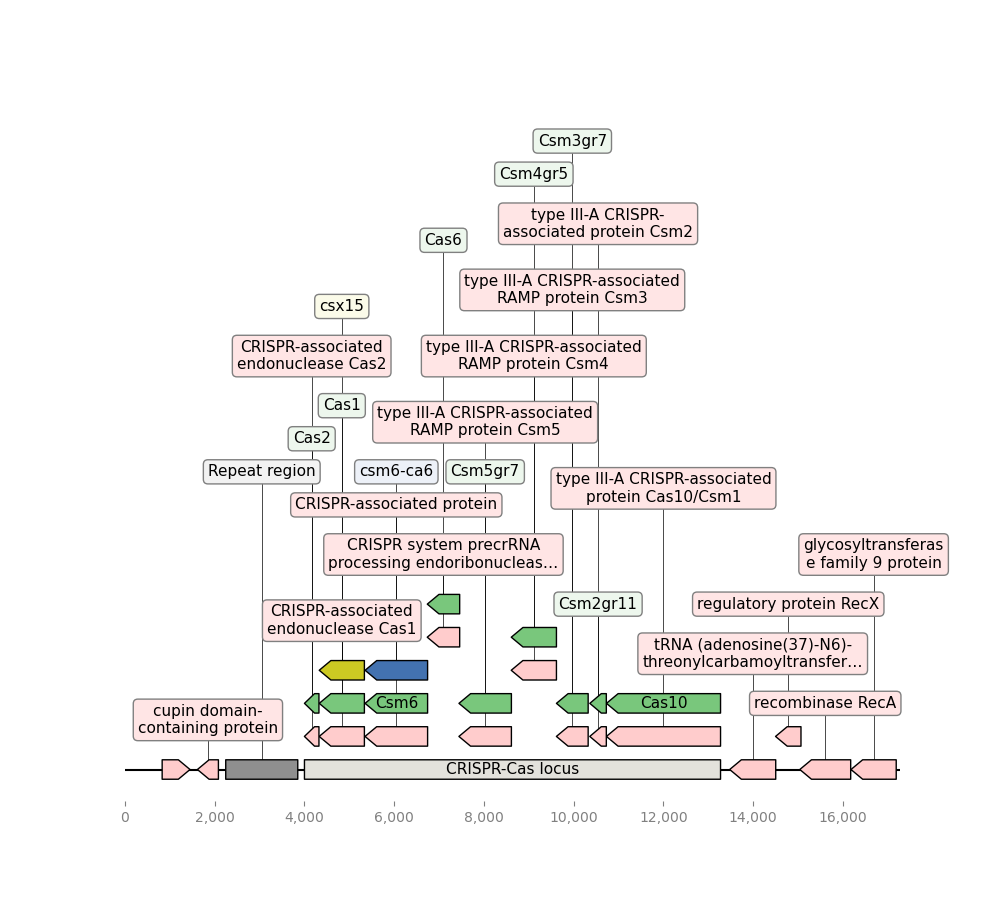 Csm3gr7
Csm4gr5
type III-A CRISPR-
associated protein Csm2
Cas6
type III-A CRISPR-associated
RAMP protein Csm3
csx15
CRISPR-associated
endonuclease Cas2
type III-A CRISPR-associated
RAMP protein Csm4
Cas1
type III-A CRISPR-associated
RAMP protein Csm5
Cas2
Repeat region
csm6-ca6
Csm5gr7
type III-A CRISPR-associated
protein Cas10/Csm1
CRISPR-associated protein
CRISPR system precrRNA
processing endoribonucleas...
glycosyltransferas
e family 9 protein
Csm2gr11
regulatory protein RecX
CRISPR-associated
endonuclease Cas1
tRNA (adenosine(37)-N6)-
threonylcarbamoyltransfer...
cupin domain-
containing protein
Csm6
Cas10
recombinase RecA
CRISPR-Cas locus
0
2,000
4,000
6,000
8,000
10,000
12,000
14,000
16,000